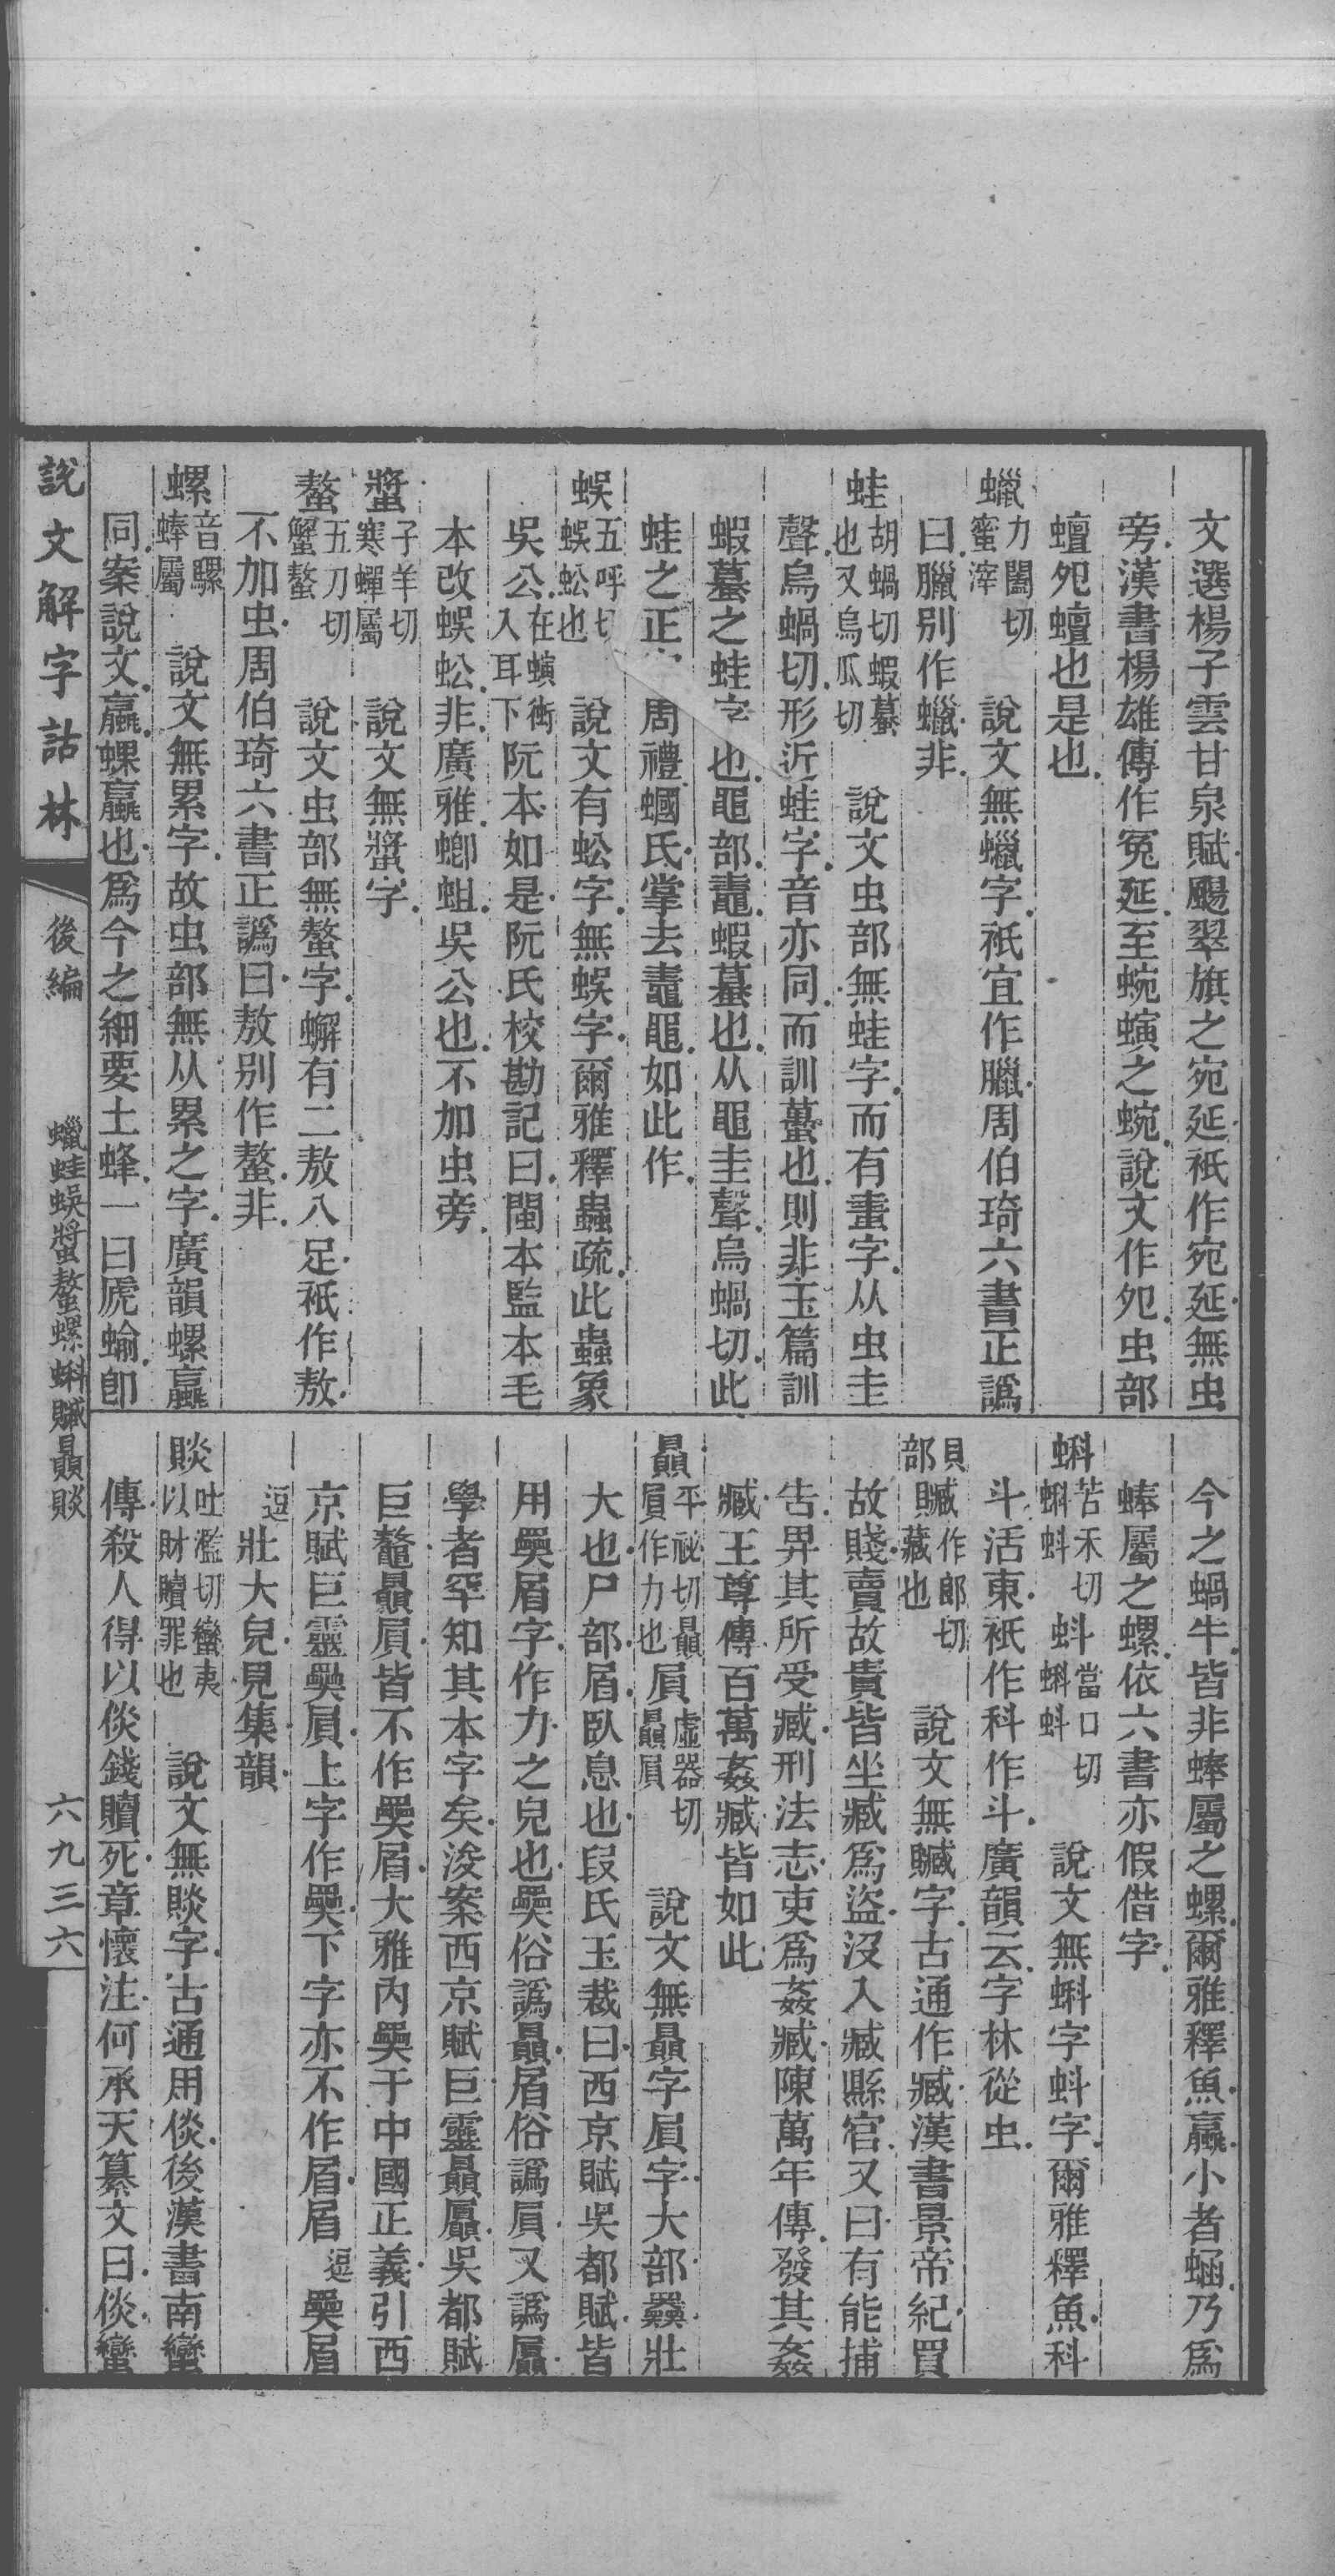 文選楊子雲甘泉賦颺翠旗之宛延祇作宛延無虫
旁漢書楊雄傳作冤延至蜿螾之蜿說文作夗虫部
蟺夗蟺也是也
蠟力闔切蜜滓 說文無蠟字祇宜作臘周伯琦六書正譌
曰臘別作蠟非
蛙胡蝸切蝦蟇也又烏瓜切 說文虫部無蛙字而有畫字从虫圭
聲烏蝸切形近蛙字音亦同而訓蠆也則非玉篇訓
蝦蟇之蛙字也黽部鼃蝦蟇也从黽圭聲烏蝸切此
蛙之正 周禮蟈氏掌去鼃黽如此作
蜈五呼切蜈蚣也 說文有蚣字無蜈字爾雅釋蟲疏此蟲象
吳公在螾衝入耳下阮本如是阮氏校勘記曰閩本監本毛
本改蜈蚣非廣雅蝍蛆吳公也不加虫旁
螿子羊切寒蟬屬 說文無螿字
螯五刀切蟹螯 說文虫部無螯字蠏有二敖八足祇作敖
不加虫周伯琦六書正譌曰敖別作螯非
螺音騾蜯屬 說文無累字故虫部無从累之字廣韻螺蠃
同案說文蠃蜾蠃也爲今之細要土蜂一曰虒蝓卽
今之蝸牛皆非蜯屬之螺爾雅釋魚蠃小者蜬乃爲
蜯屬之螺依六書亦假借字
蝌苦禾切蝌蚪蚪當口切蝌蚪 說文無蝌字蚪字爾雅釋魚科
斗活東祇作科作斗廣韻云字林從虫
貝部贓作郎切藏也 說文無贓字古通作臧漢書景帝紀買
故賤賣故貴皆坐臧爲盜沒入臧縣官又曰有能捕
告畀其所受臧刑法志吏爲姦臧陳萬年傳發其姦
臧王尊傳百萬姦臧皆如此
贔平祕切贔屓作力也屓虛器切贔屓 說文無贔字屓字大部奰壯
大也尸部眉臥息也段氏玉裁曰西京賦吳都賦皆
用奰眉字作力之皃也奰俗譌贔眉俗譌屓又譌屭
學者罕知其本字矣浚案西京賦巨靈贔屭吳都賦
巨鼇贔屓皆不作奰眉大雅內奰于中國正義引西
京賦巨靈奰屓上字作奰下字亦不作眉眉逗奰眉
逗壯大皃見集韻
賧吐濫切蠻夷以財贖罪也 說文無賧字古通用倓後漢書南蠻
傳殺人得以倓錢贖死章懷注何承天纂文曰倓蠻
說文解字詁林
後編
蠟蛙蜈螿螯螺蝌贓贔賧
六九三六